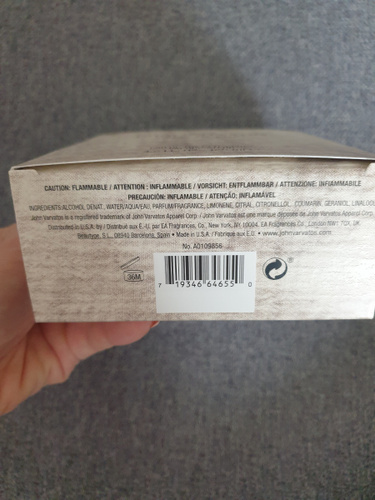 CAUTION: FLAMMABLE / ATTENTION : INFLAMMABLE / VORSICHT: ENTFLAMMBAR / ATTENZIONE: INFIAMMABILE
PRECAUCIÓN: INFLAMABLE / ATENÇÃO: INFLAMÁVEL
INGREDIENTS: ALCOHOL DENAT., WATER/AQUA/EAU, PARFUM/FRAGRANCE, LIMONENE, CITRAL, CITRONELLOL, COUMARIN, GERANIOL, LINALOOL
John Varvatos is a registered trademark of John Varvatos Apparel Corp. / John Varvatos est une marque déposée de John Varvatos Apparel Corp.
Distributed in U.S.A. by / Distribué aux É.-U. par EA Fragrances, Co., New York, NY, 00000. EA Fragrances Co., London RW1 7DX, UK.
S.L., 08940 Barcelona, Spain • Made in U.S.A. / Fabriqué aux É.U. • www.johnvarvatos.com
No. A0109856
36M
7 19346 64655 0